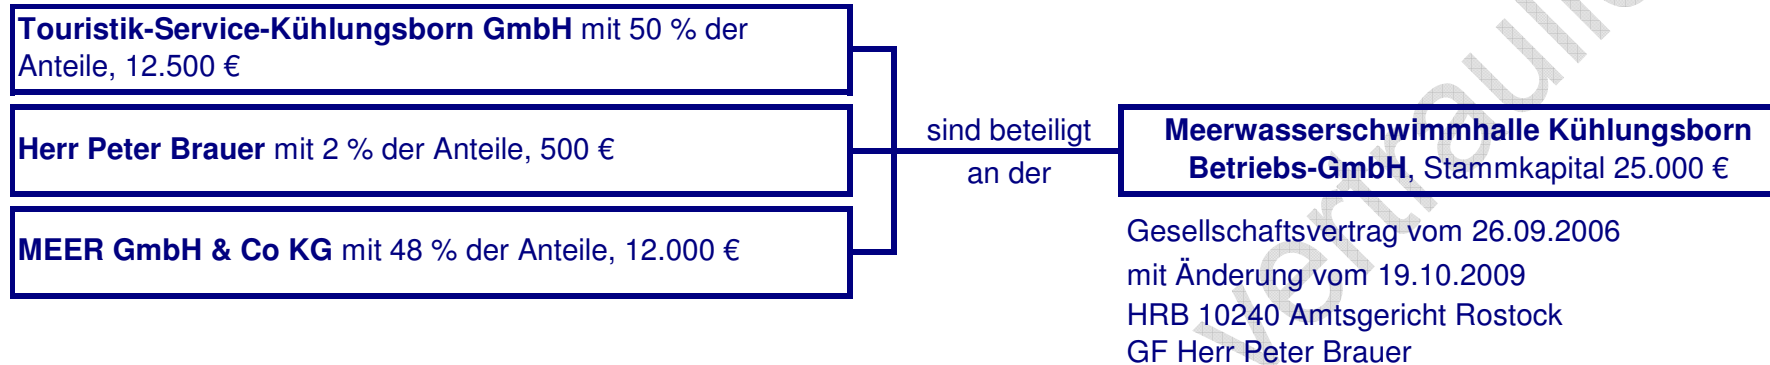 Touristik-Service-Kühlungsborn GmbH mit 50 % der
Anteile, 12.500 €
Herr Peter Brauer mit 2 % der Anteile, 500 €
MEER GmbH & Co KG mit 48 % der Anteile, 12.000 €
sind beteiligt
an der
Meerwasserschwimmhalle Kühlungsborn
Betriebs-GmbH, Stammkapital 25.000 €
Gesellschaftsvertrag vom 26.09.2006
mit Änderung vom 19.10.2009
HRB 10240 Amtsgericht Rostock
GF Herr Peter Brauer